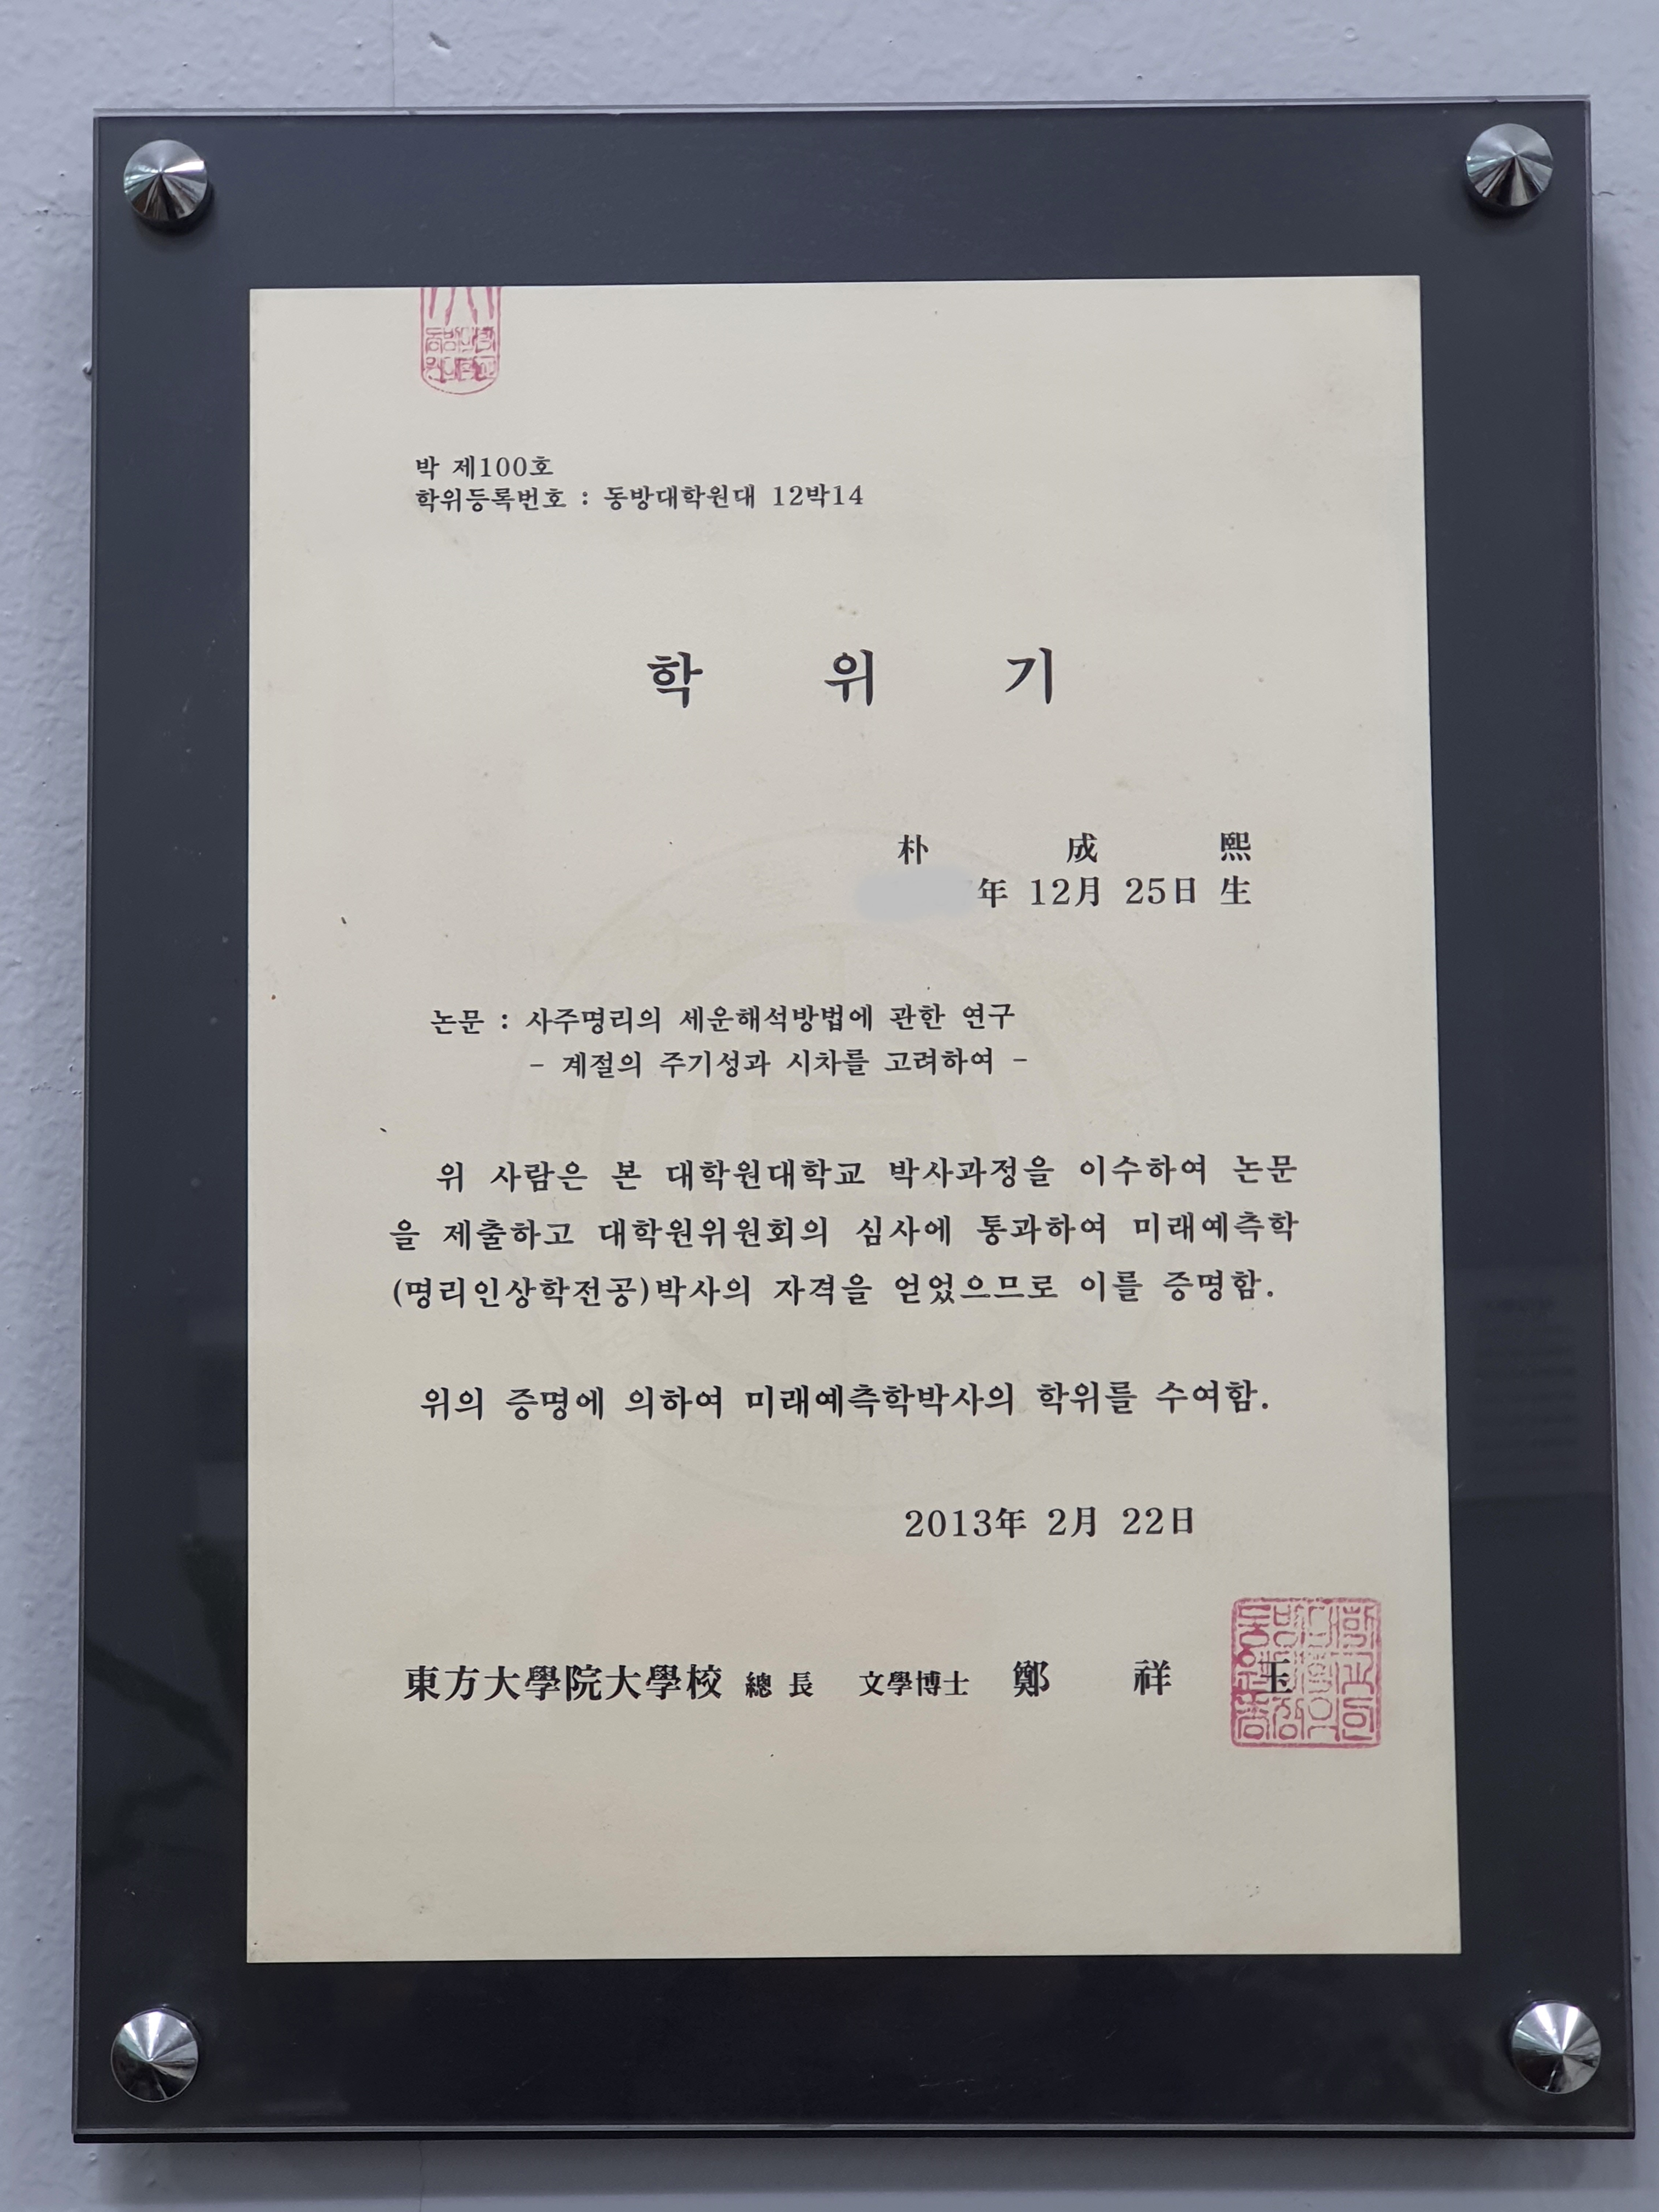 박 제100호
학위등록번호 : 동방대학원대 12박14
학 위 기
朴 成 熙
年 12月 25日 生
논문 : 사주명리의 세운해석방법에 관한 연구
- 계절의 주기성과 시차를 고려하여 -
위 사람은 본 대학원대학교 박사과정을 이수하여 논문
을 제출하고 대학원위원회의 심사에 통과하여 미래예측학
(명리인상학전공)박사의 자격을 얻었으므로 이를 증명함.
위의 증명에 의하여 미래예측학박사의 학위를 수여함.
2013年 2月 22日
東方大學院大學校 總 長 文學博士 鄭 祥 玉